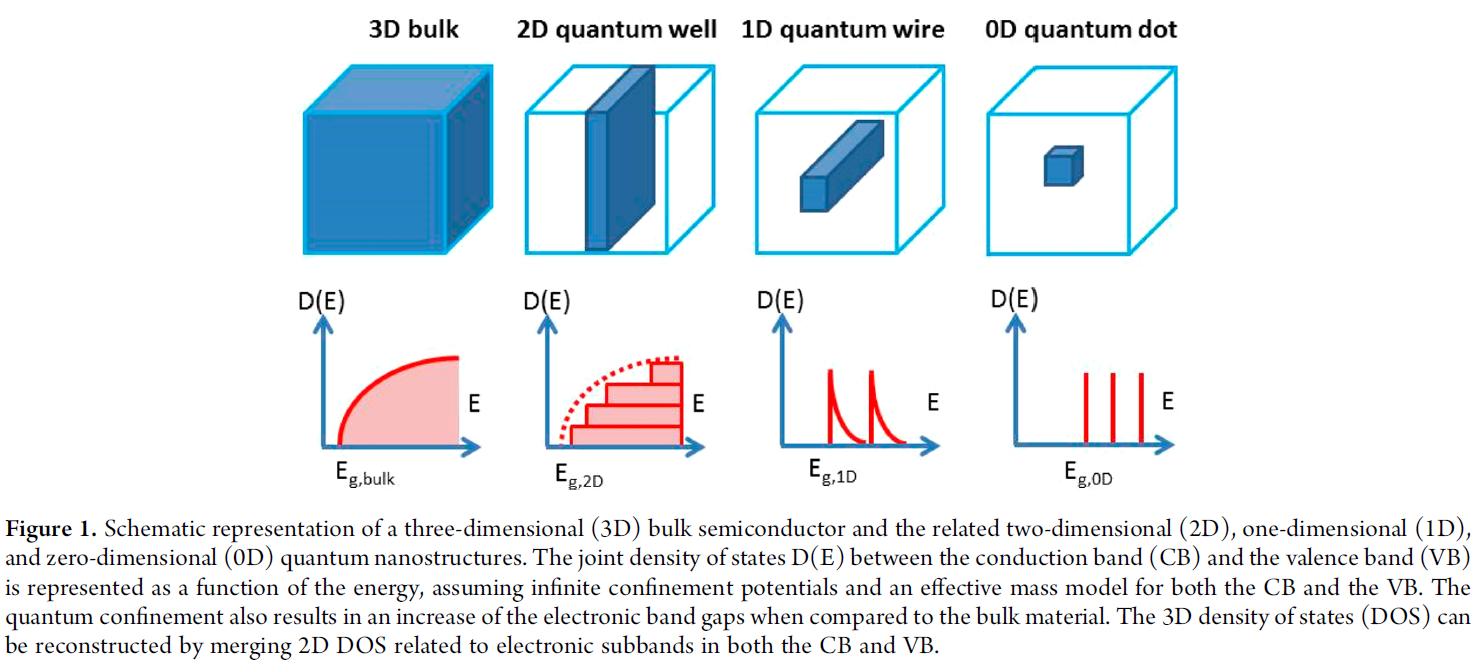 3D bulk
2D quantum well
1D quantum wire
0D quantum dot
D(E)
E
Eg,bulk
D(E)
E
Eg,2D
D(E)
E
Eg,1D
D(E)
E
Eg,0D
Figure 1. Schematic representation of a three-dimensional (3D) bulk semiconductor and the related two-dimensional (2D), one-dimensional (1D),
and zero-dimensional (0D) quantum nanostructures. The joint density of states D(E) between the conduction band (CB) and the valence band (VB)
is represented as a function of the energy, assuming infinite confinement potentials and an effective mass model for both the CB and the VB. The
quantum confinement also results in an increase of the electronic band gaps when compared to the bulk material. The 3D density of states (DOS) can
be reconstructed by merging 2D DOS related to electronic subbands in both the CB and VB.